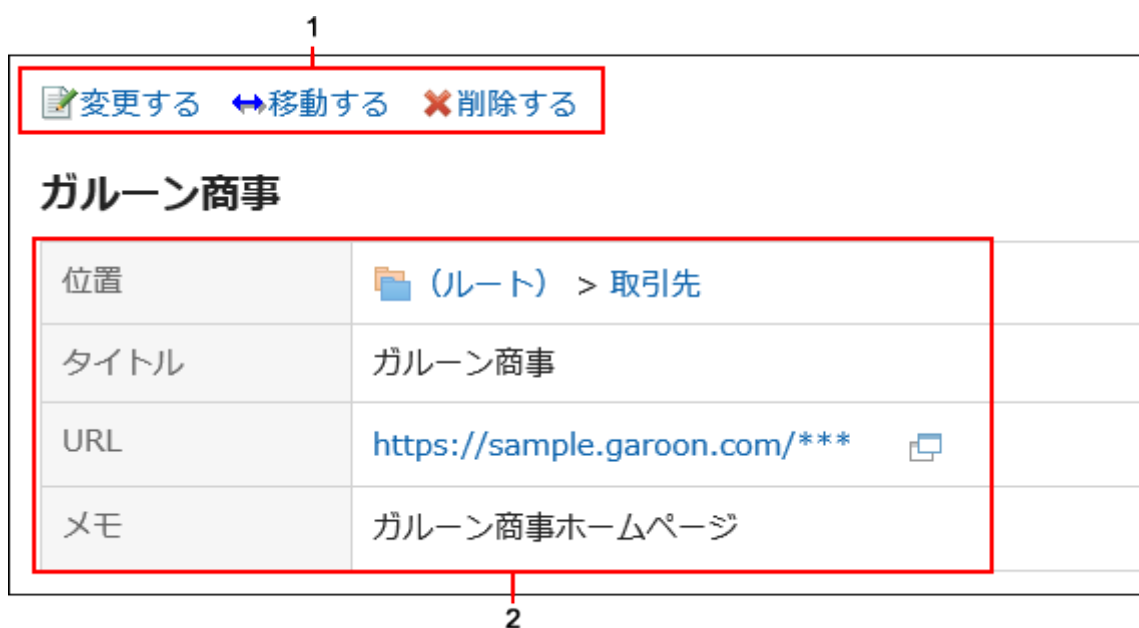 1
変更する 移動する 削除する
ガルーン商事
位置 （ルート） > 取引先
タイトル ガルーン商事
URL https://sample.garoon.com/***
メモ ガルーン商事ホームページ
2